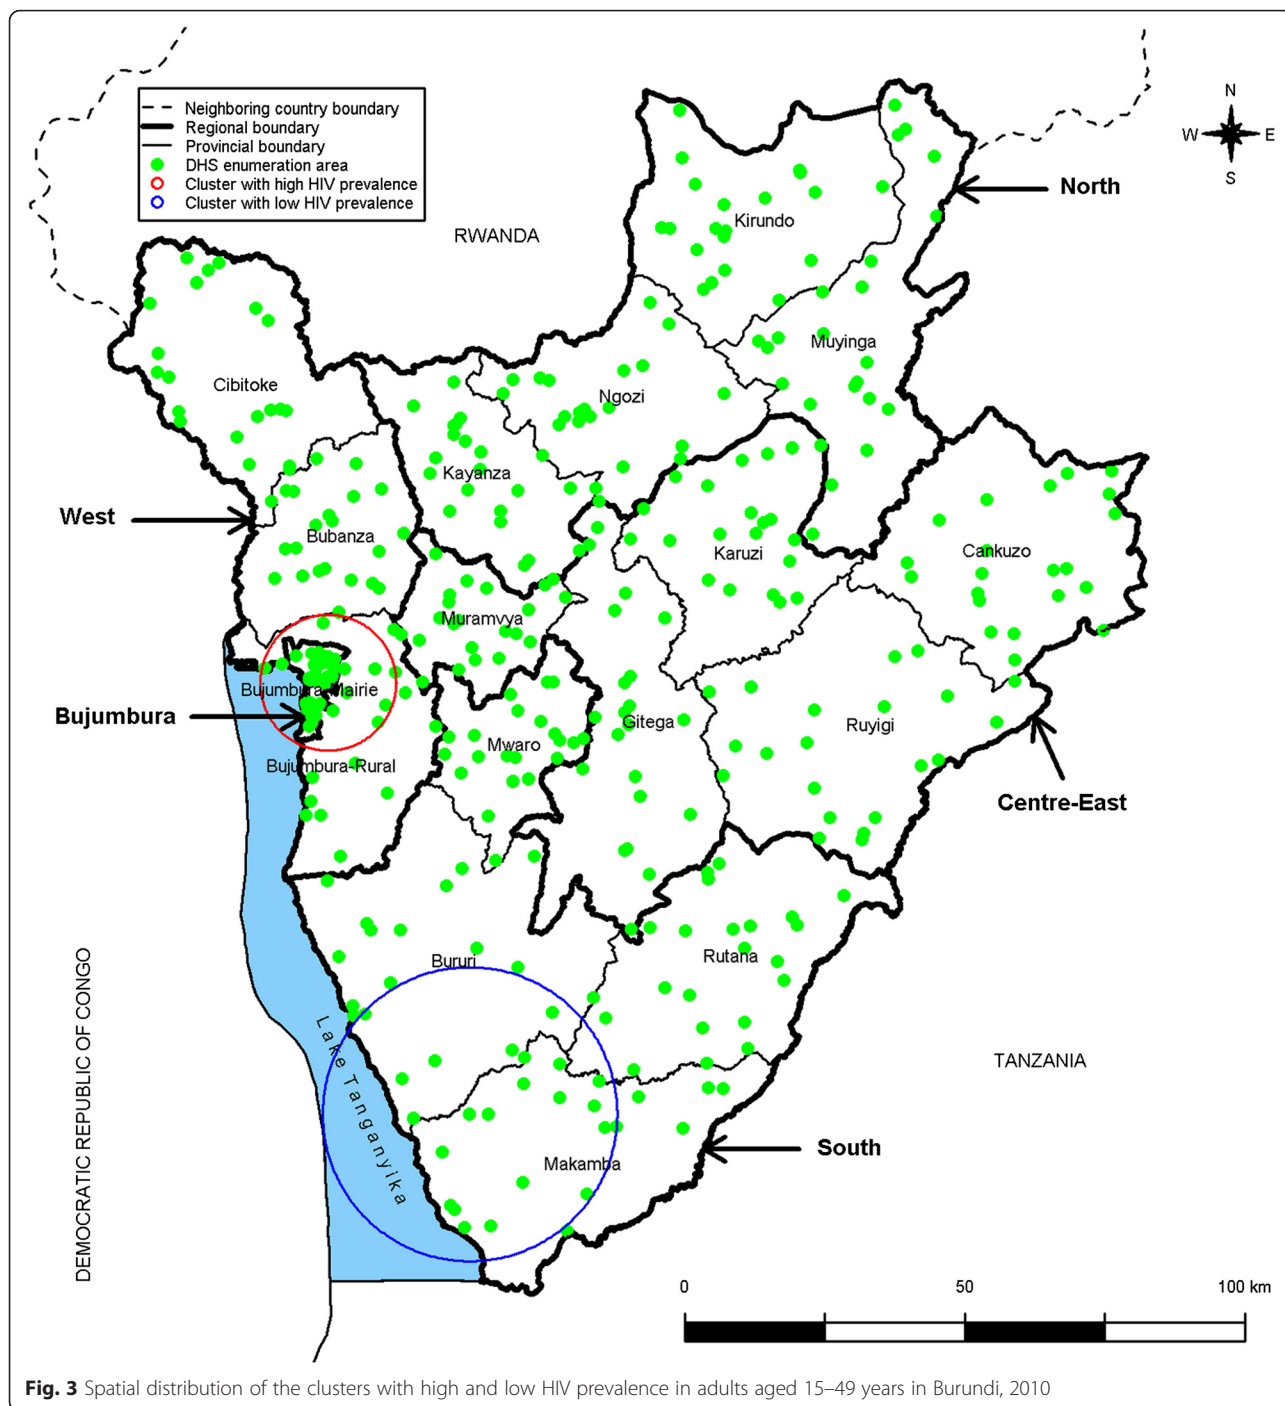 Neighboring country boundary
Regional boundary
Provincial boundary
DHS enumeration area
Cluster with high HIV prevalence
Cluster with low HIV prevalence
N
W E
S
North
RWANDA
Kirundo
Muyinga
Cibitoke
Ngozi
Kayanza
West
Bubanza
Karuzi
Cankuzo
Muramvya
Bujumbura-Mairie
Bujumbura
Gitega
Ruyigi
Mwaro
Bujumbura-Rural
Centre-East
Bururi
Rutana
DEMOCRATIC REPUBLIC OF CONGO
Lake Tanganyika
TANZANIA
South
Makamba
0 50 100 km
Fig. 3 Spatial distribution of the clusters with high and low HIV prevalence in adults aged 15–49 years in Burundi, 2010